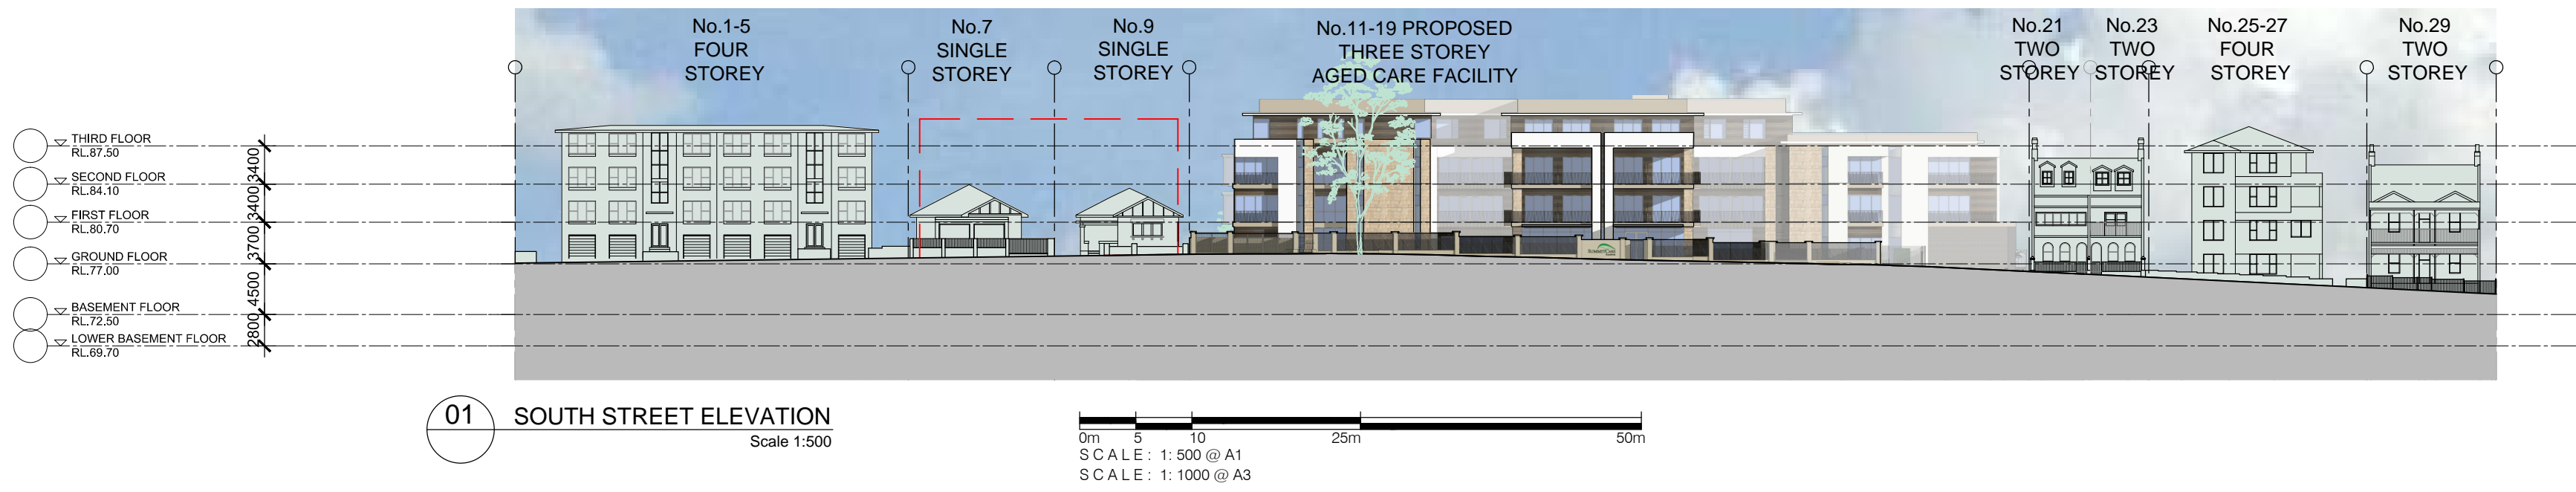 No.1-5
FOUR
STOREY
No.7
SINGLE
STOREY
No.9
SINGLE
STOREY
No.11-19 PROPOSED
THREE STOREY
AGED CARE FACILITY
No.21
TWO
STOREY
No.23
TWO
STOREY
No.25-27
FOUR
STOREY
No.29
TWO
STOREY
THIRD FLOOR
RL.87.50
SECOND FLOOR
RL.84.10
FIRST FLOOR
RL.80.70
GROUND FLOOR
RL.77.00
BASEMENT FLOOR
RL.72.50
LOWER BASEMENT FLOOR
RL.69.70
3400
3400
3700
4500
2800
01 SOUTH STREET ELEVATION
Scale 1:500
0m 5 10 25m 50m
SCALE: 1: 500 @ A1
SCALE: 1: 1000 @ A3